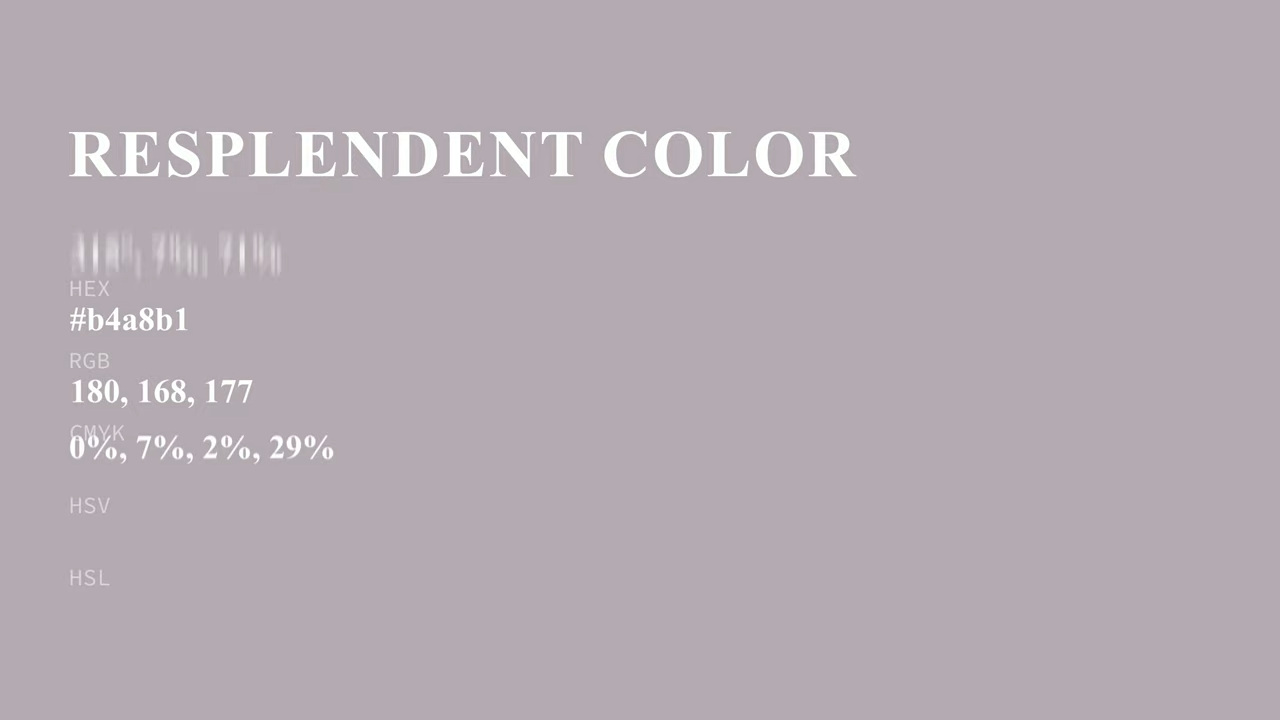 RESPLENDENT COLOR
HEX
#b4a8b1
RGB
180, 168, 177
CMYK
0%, 7%, 2%, 29%
HSV
HSL